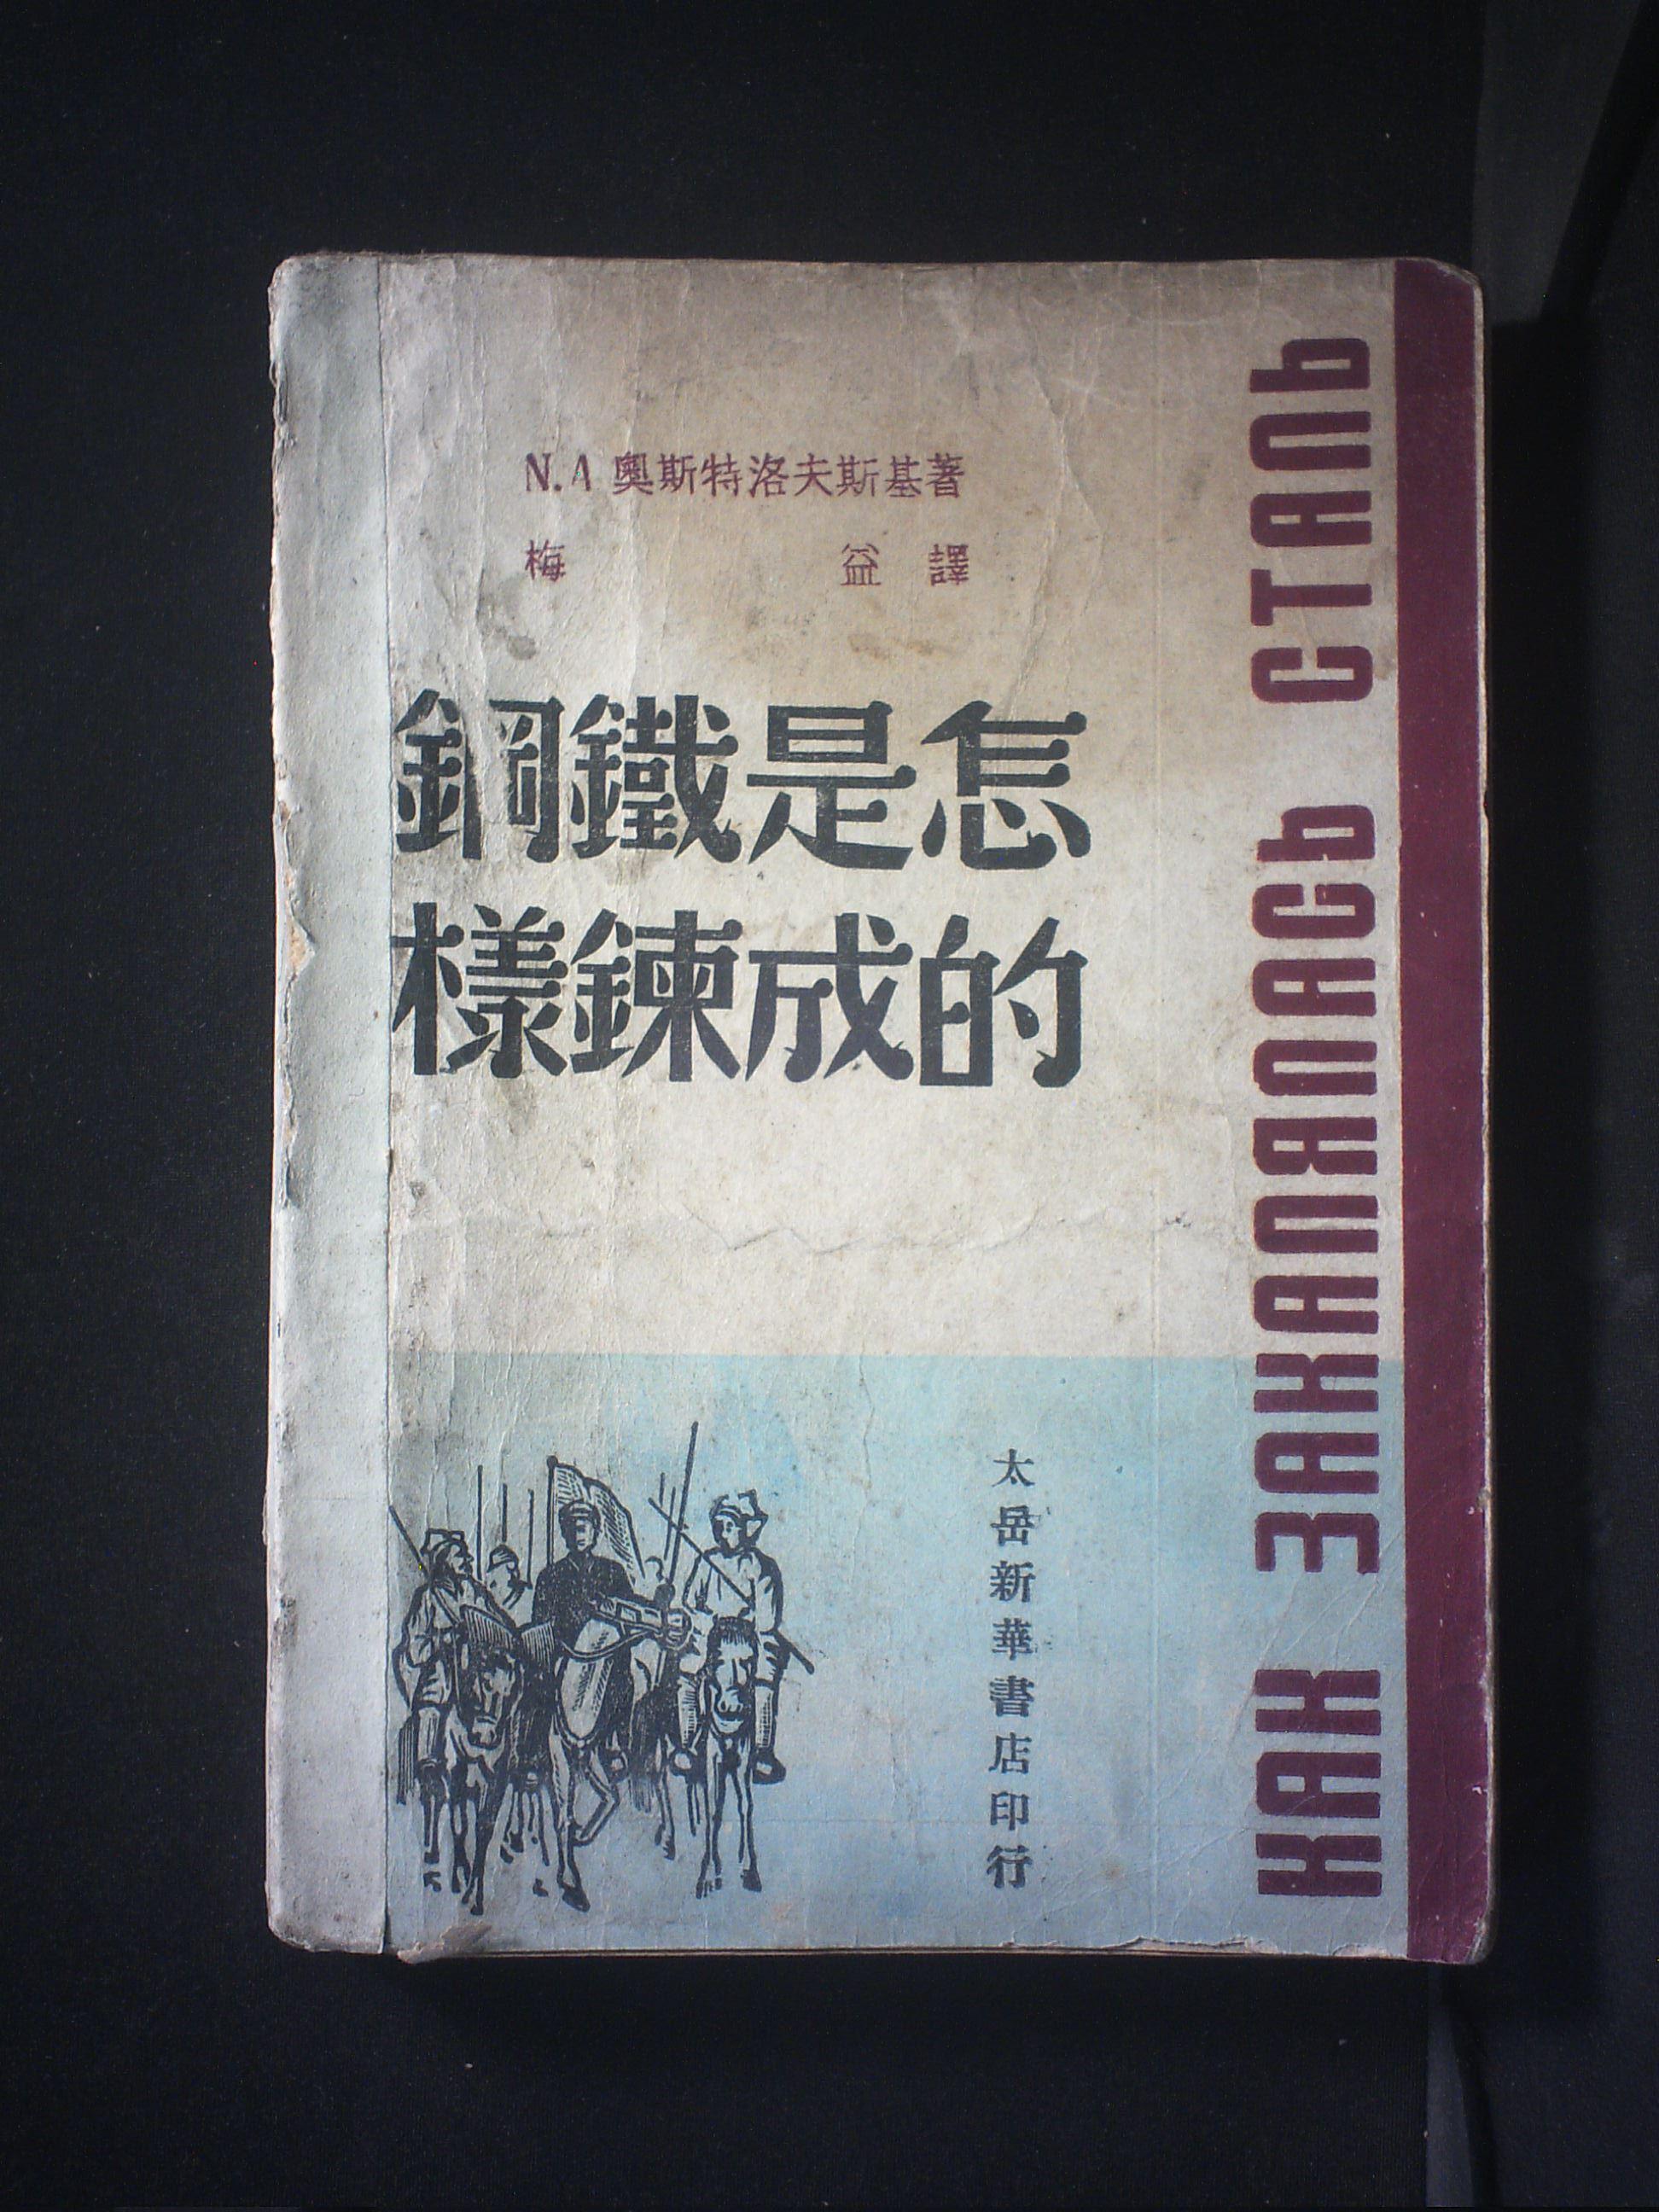 N.A 奧斯特洛夫斯基著
梅 益 譯
鋼鐵是怎
樣鍊成的
太岳新華書店印行
КАК ЗАКАЛЯЛАСЬ СТАЛЬ